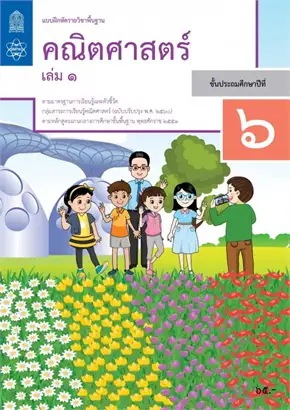 แบบฝึกหัดรายวิชาพื้นฐาน
คณิตศาสตร์
เล่ม ๑
ชั้นประถมศึกษาปีที่
๖
ตามมาตรฐานการเรียนรู้และตัวชี้วัด
กลุ่มสาระการเรียนรู้คณิตศาสตร์ (ฉบับปรับปรุง พ.ศ. ๒๕๖๐)
ตามหลักสูตรแกนกลางการศึกษาขั้นพื้นฐาน พุทธศักราช ๒๕๕๑
๖๕.-